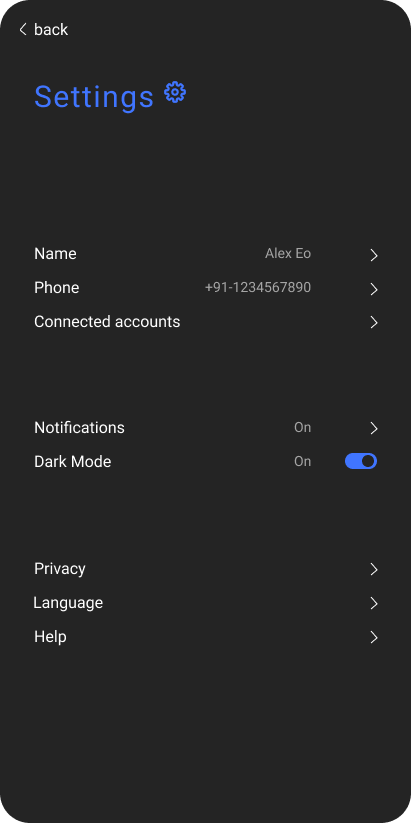 back
Settings
Name Alex Eo
Phone +91-1234567890
Connected accounts
Notifications On
Dark Mode On
Privacy
Language
Help